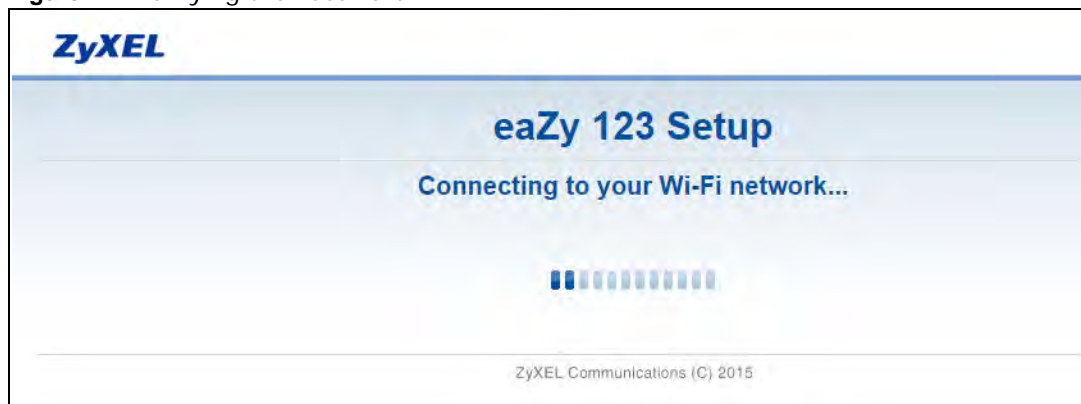 ZyXEL
eaZy 123 Setup
Connecting to your Wi-Fi network...
ZyXEL Communications (C) 2015